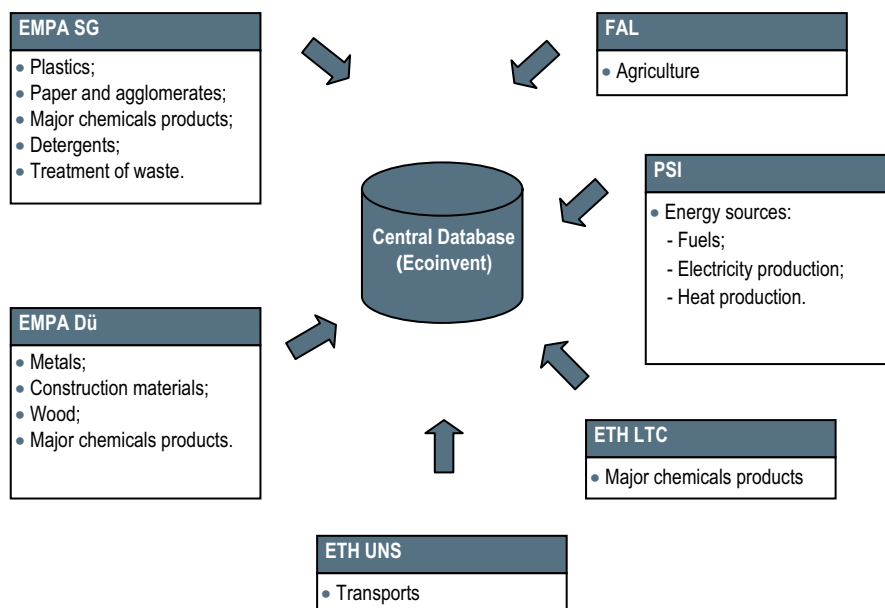 EMPA SG
• Plastics;
• Paper and agglomerates;
• Major chemicals products;
• Detergents;
• Treatment of waste.
FAL
• Agriculture
PSI
• Energy sources:
- Fuels;
- Electricity production;
- Heat production.
Central Database
(Ecoinvent)
EMPA Dü
• Metals;
• Construction materials;
• Wood;
• Major chemicals products.
ETH LTC
• Major chemicals products
ETH UNS
• Transports